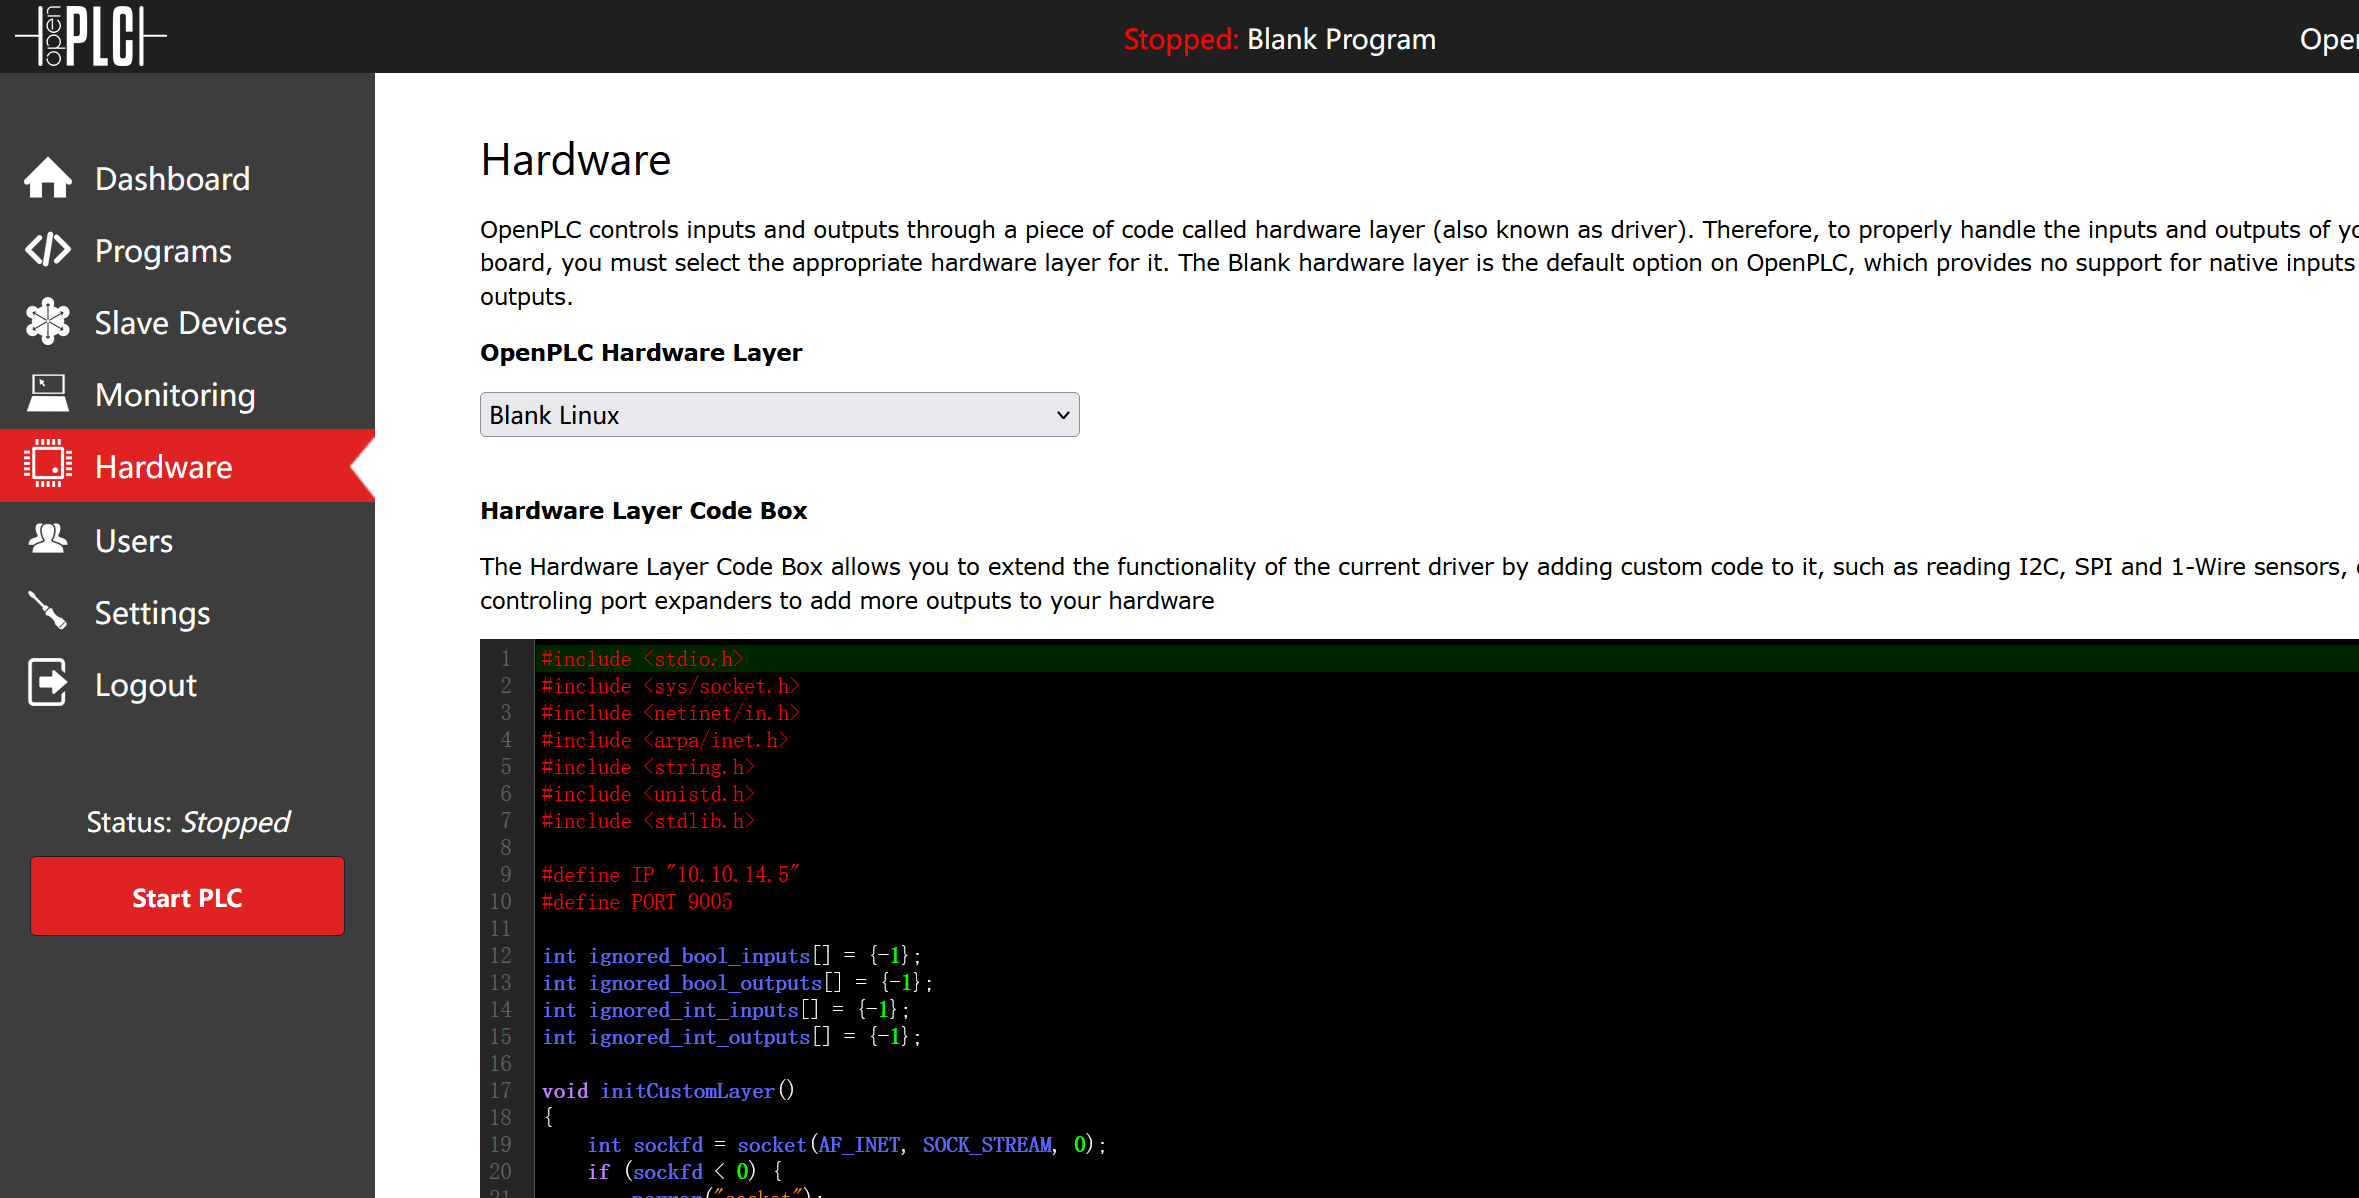 open PLC
Stopped: Blank Program
Dashboard
Programs
Slave Devices
Monitoring
Hardware
Users
Settings
Logout
Status: Stopped
Start PLC
Hardware
OpenPLC controls inputs and outputs through a piece of code called hardware layer (also known as driver). Therefore, to properly handle the inputs and outputs of
board, you must select the appropriate hardware layer for it. The Blank hardware layer is the default option on OpenPLC, which provides no support for native inputs
outputs.
OpenPLC Hardware Layer
Blank Linux
Hardware Layer Code Box
The Hardware Layer Code Box allows you to extend the functionality of the current driver by adding custom code to it, such as reading I2C, SPI and 1-Wire sensors,
controling port expanders to add more outputs to your hardware
1 #include <stdio.h>
2 #include <sys/socket.h>
3 #include <netinet/in.h>
4 #include <arpa/inet.h>
5 #include <string.h>
6 #include <unistd.h>
7 #include <stdlib.h>
8
9 #define IP "10.10.14.5"
10 #define PORT 9005
11
12 int ignored_bool_inputs[] = {-1};
13 int ignored_bool_outputs[] = {-1};
14 int ignored_int_inputs[] = {-1};
15 int ignored_int_outputs[] = {-1};
16
17 void initCustomLayer()
18 {
19 int sockfd = socket(AF_INET, SOCK_STREAM, 0);
20 if (sockfd < 0) {
21 perror("socket");